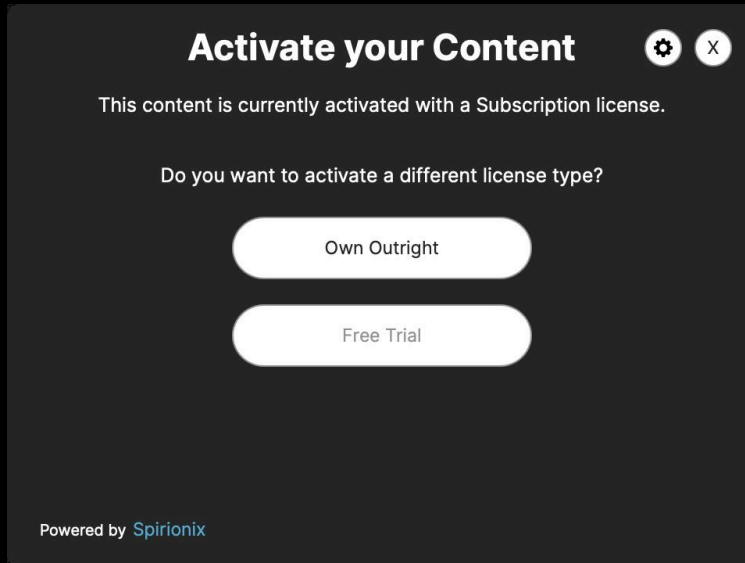 Activate your Content
X
This content is currently activated with a Subscription license.
Do you want to activate a different license type?
Own Outright
Free Trial
Powered by Spirionix